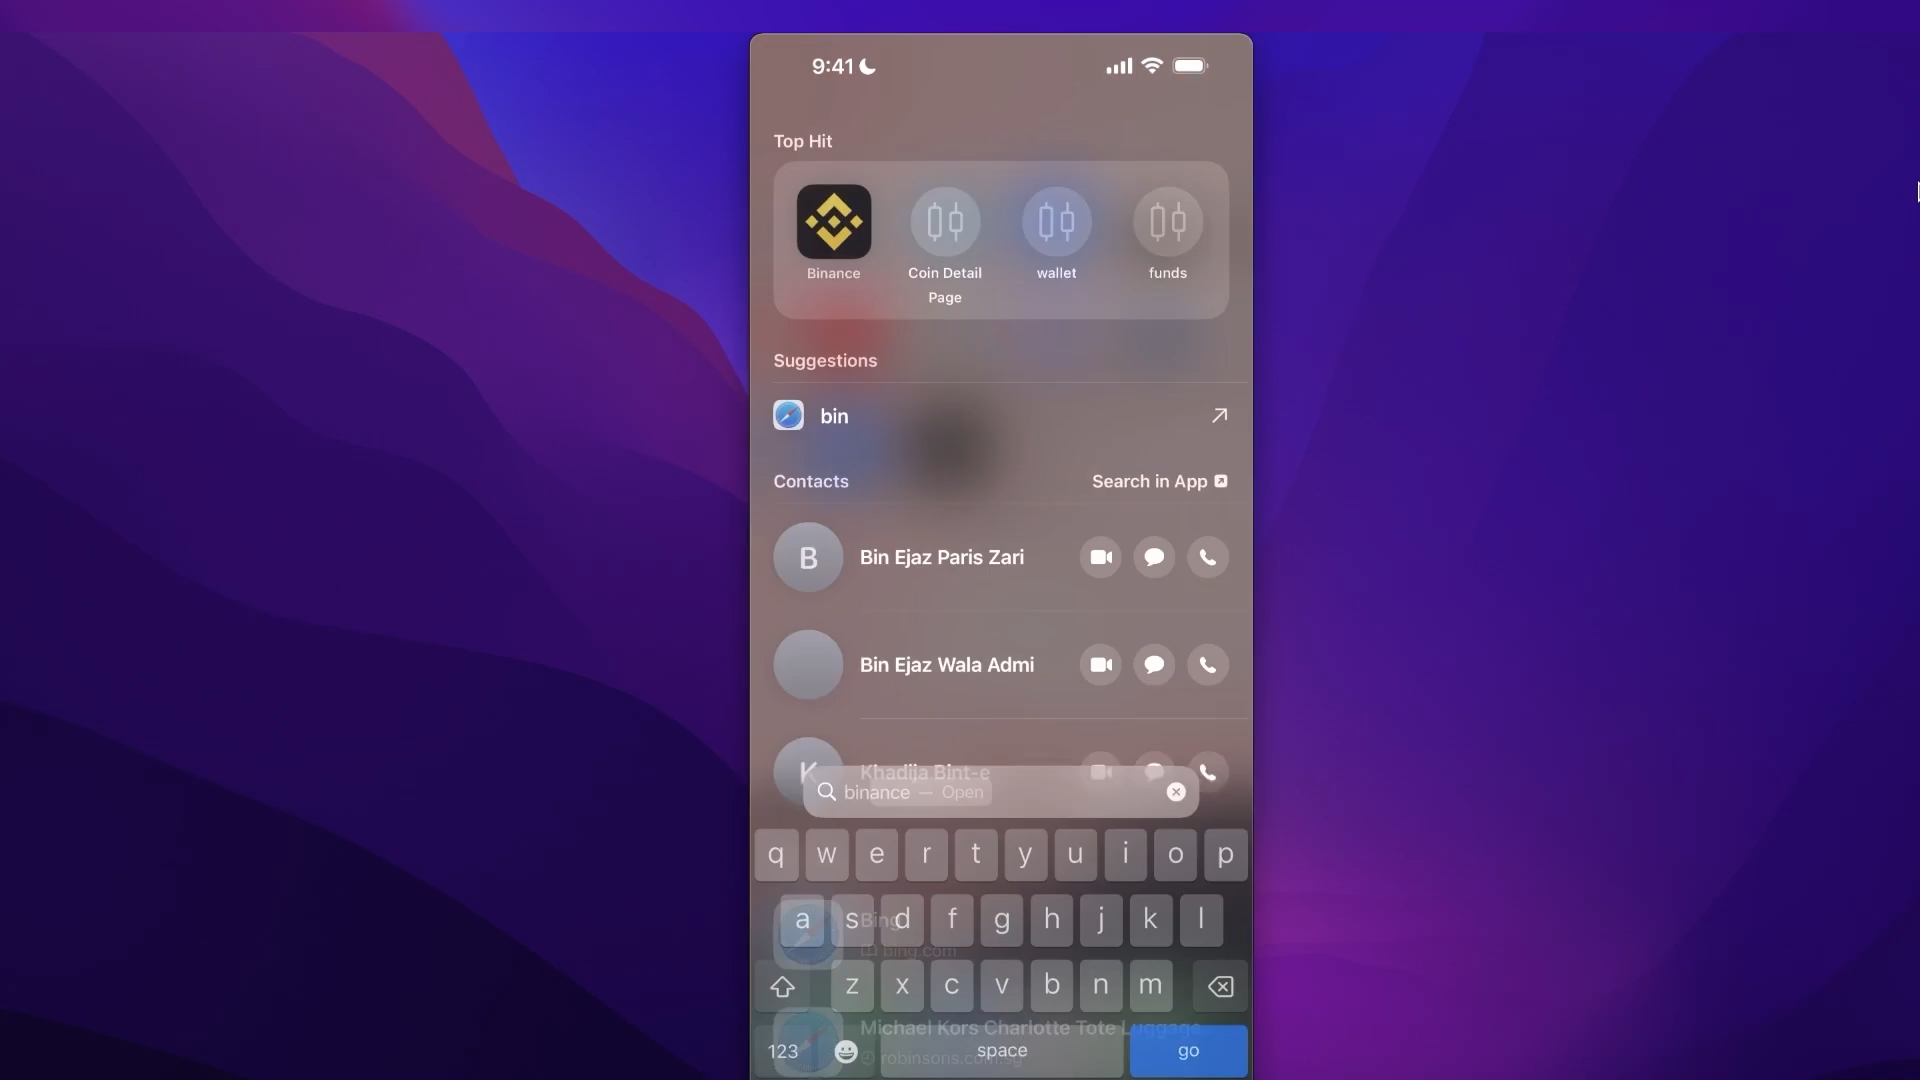 9:41
Top Hit
Binance
Coin Detail
Page
wallet
funds
Suggestions
bin
Contacts
Search in App
B
Bin Ejaz Paris Zari
Bin Ejaz Wala Admi
K
Khadija Bint-e
binance — Open
q w e r t y u i o p
a s d f g h j k l
Bing
bing.com
z x c v b n m
Michael Kors Charlotte Tote Luggage
123
space
go
robinsons.com.sg